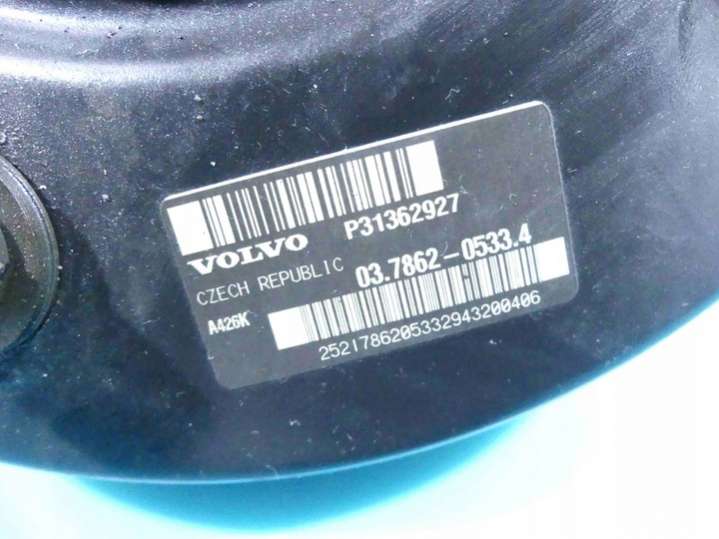 P31362927
VOLVO
CZECH REPUBLIC 03.7862-0533.4
A426K
2521786205332943200406